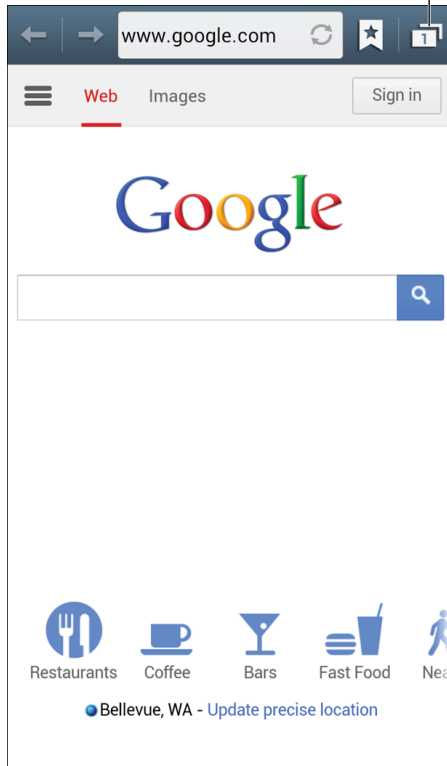 www.google.com
1
Web Images Sign in
Google
Restaurants Coffee Bars Fast Food
Bellevue, WA - Update precise location